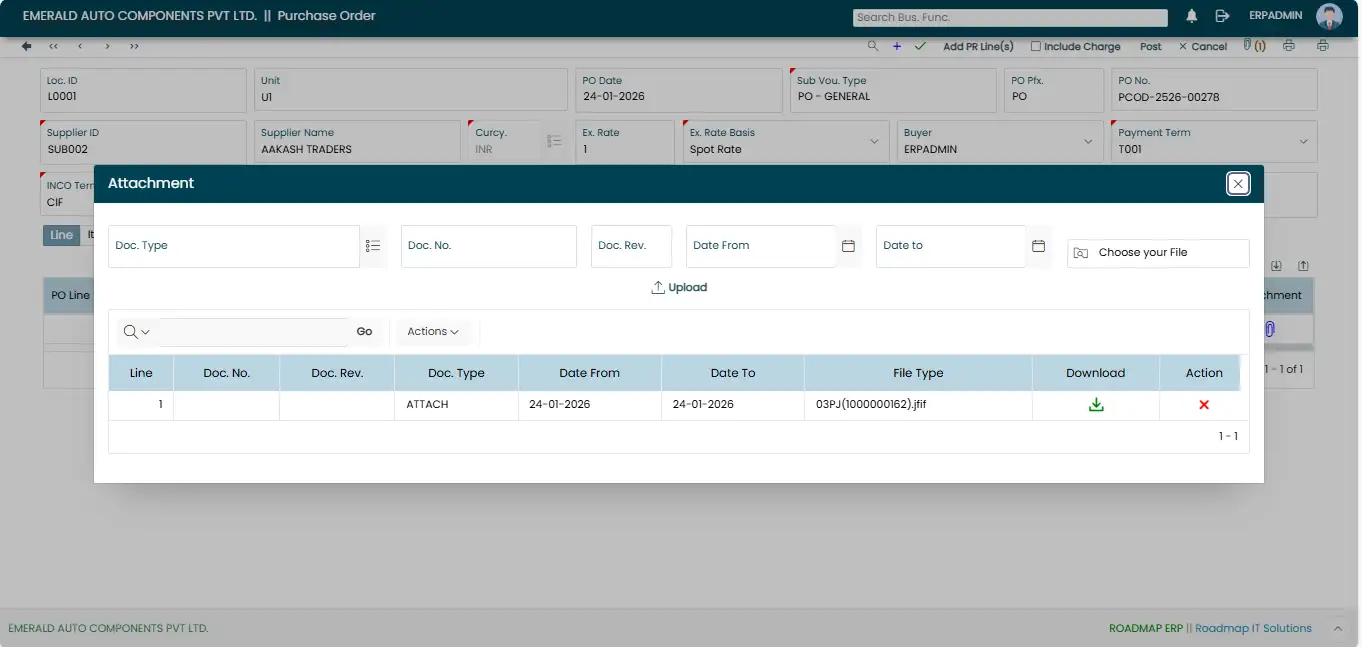 EMERALD AUTO COMPONENTS PVT LTD. || Purchase Order
Search Bus. Func.
ERPADMIN
<< < > >>
+ Add PR Line(s) Include Charge Post × Cancel (1)
Loc. ID Unit PO Date Sub Vou. Type PO Pfx. PO No.
L0001 U1 24-01-2026 PO - GENERAL PO PCOD-2526-00278
Supplier ID Supplier Name Curcy. Ex. Rate Ex. Rate Basis Buyer Payment Term
SUB002 AAKASH TRADERS INR 1 Spot Rate ERPADMIN T001
INCO Tern
CIF
Line It
PO Line
chment
1 - 1 of 1
Attachment
Doc. Type Doc. No. Doc. Rev. Date From Date to Choose your File
Upload
Go Actions
Line Doc. No. Doc. Rev. Doc. Type Date From Date To File Type Download Action
1 ATTACH 24-01-2026 24-01-2026 03PJ(1000000162).jfif
1 - 1
EMERALD AUTO COMPONENTS PVT LTD.
ROADMAP ERP || Roadmap IT Solutions